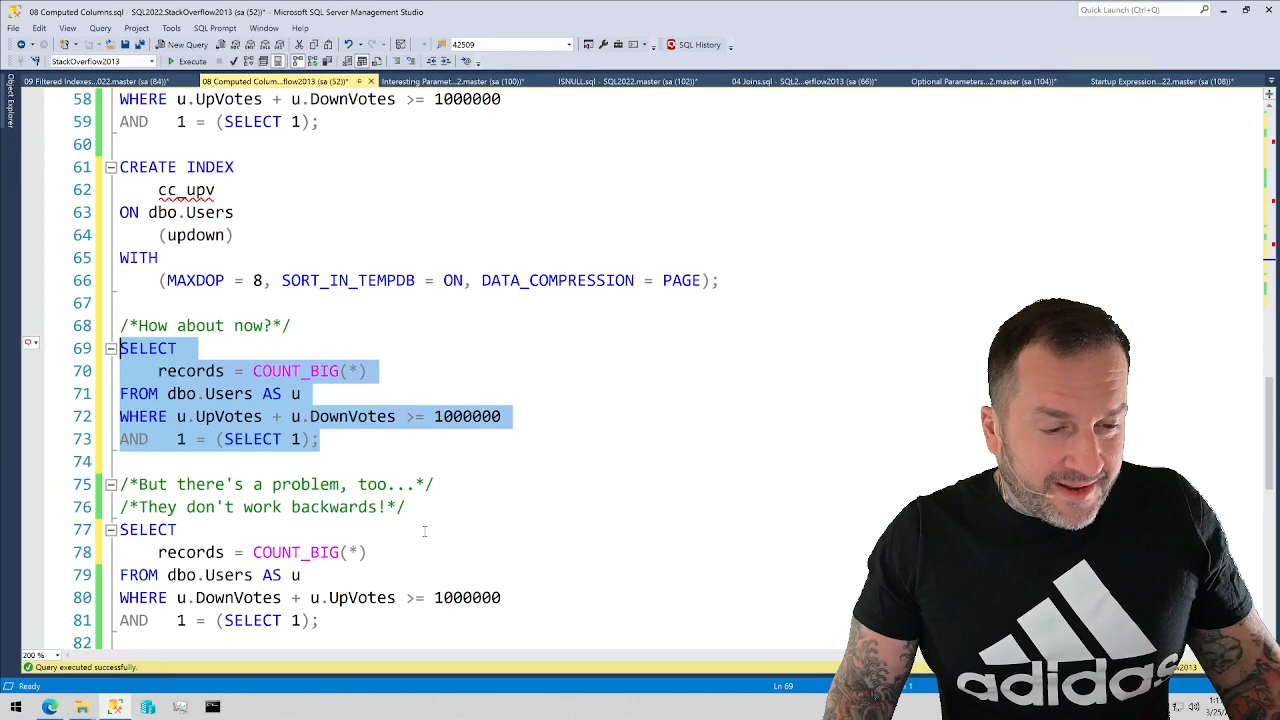 08 Computed Columns.sql - SQL2022.StackOverflow2013 (sa (52))* - Microsoft SQL Server Management Studio
Quick Launch (Ctrl+Q)
File Edit View Query Project Tools SQL Prompt Window Help
New Query 42509 SQL History
StackOverflow2013 Execute
09 Filtered Indexes...022.master (sa (84))* 08 Computed Colum...flow2013 (sa (52))* Interesting Paramet...2.master (sa (100))* ISNULL.sql - SQL2022.master (sa (102)) 04 Joins.sql - SQL2...erflow2013 (sa (66))* Optional Parameters...2.master (sa (104))* Startup Expression...22.master (sa (108))*
Object Explorer
58 WHERE u.UpVotes + u.DownVotes >= 1000000
59 AND 1 = (SELECT 1);
60
61 CREATE INDEX
62 cc_upv
63 ON dbo.Users
64 (updown)
65 WITH
66 (MAXDOP = 8, SORT_IN_TEMPDB = ON, DATA_COMPRESSION = PAGE);
67
68 /*How about now?*/
69 SELECT
70 records = COUNT_BIG(*)
71 FROM dbo.Users AS u
72 WHERE u.UpVotes + u.DownVotes >= 1000000
73 AND 1 = (SELECT 1);
74
75 /*But there's a problem, too...*/
76 /*They don't work backwards!*/
77 SELECT
78 records = COUNT_BIG(*)
79 FROM dbo.Users AS u
80 WHERE u.DownVotes + u.UpVotes >= 1000000
81 AND 1 = (SELECT 1);
82
200 %
Query executed successfully.
Ready Ln 69
adidas